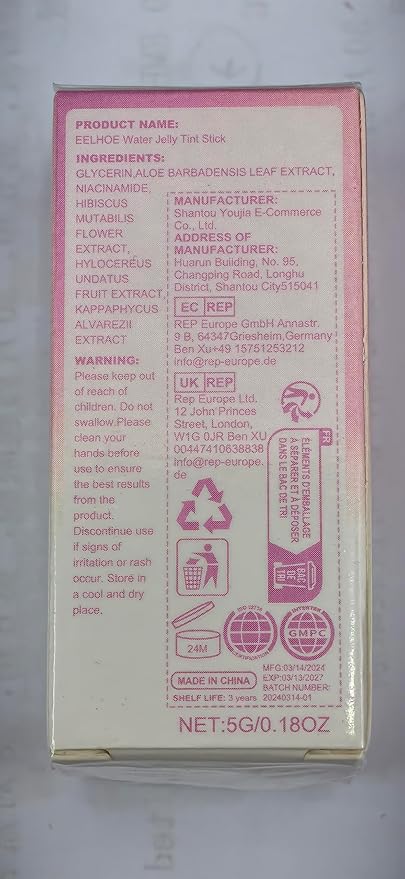 PRODUCT NAME:
EELHOE Water Jelly Tint Stick
INGREDIENTS:
GLYCERIN,ALOE BARBADENSIS LEAF EXTRACT,
NIACINAMIDE,
HIBISCUS
MUTABILIS
FLOWER
EXTRACT,
HYLOCEREUS
UNDATUS
FRUIT EXTRACT,
KAPPAPHYCUS
ALVAREZII
EXTRACT
WARNING:
Please keep out
of reach of
children. Do not
swallow.Please
clean your
hands before
use to ensure
the best results
from the
product.
Discontinue use
if signs of
irritation or rash
occur. Store in
a cool and dry
place.
MANUFACTURER:
Shantou Youjia E-Commerce
Co., Ltd.
ADDRESS OF
MANUFACTURER:
Huarun Building, No. 95,
Changping Road, Longhu
District, Shantou City515041
EC REP
REP Europe GmbH Annastr.
9 B, 64347Griesheim,Germany
Ben Xu+49 15751253212
info@rep-europe.de
UK REP
Rep Europe Ltd.
12 John Princes
Street, London,
W1G 0JR Ben XU
00447410638838
info@rep-europe.
de
FR
ÉLÉMENTS D'EMBALLAGE
À SÉPARER ET À DÉPOSER
DANS LE BAC DE TRI
BAC
DE
TRI
24M
ISO 22716
INTERTEK
GMPC
MADE IN CHINA
SHELF LIFE: 3 years
MFG:03/14/2024
EXP:03/13/2027
BATCH NUMBER:
20240314-01
NET:5G/0.18OZ